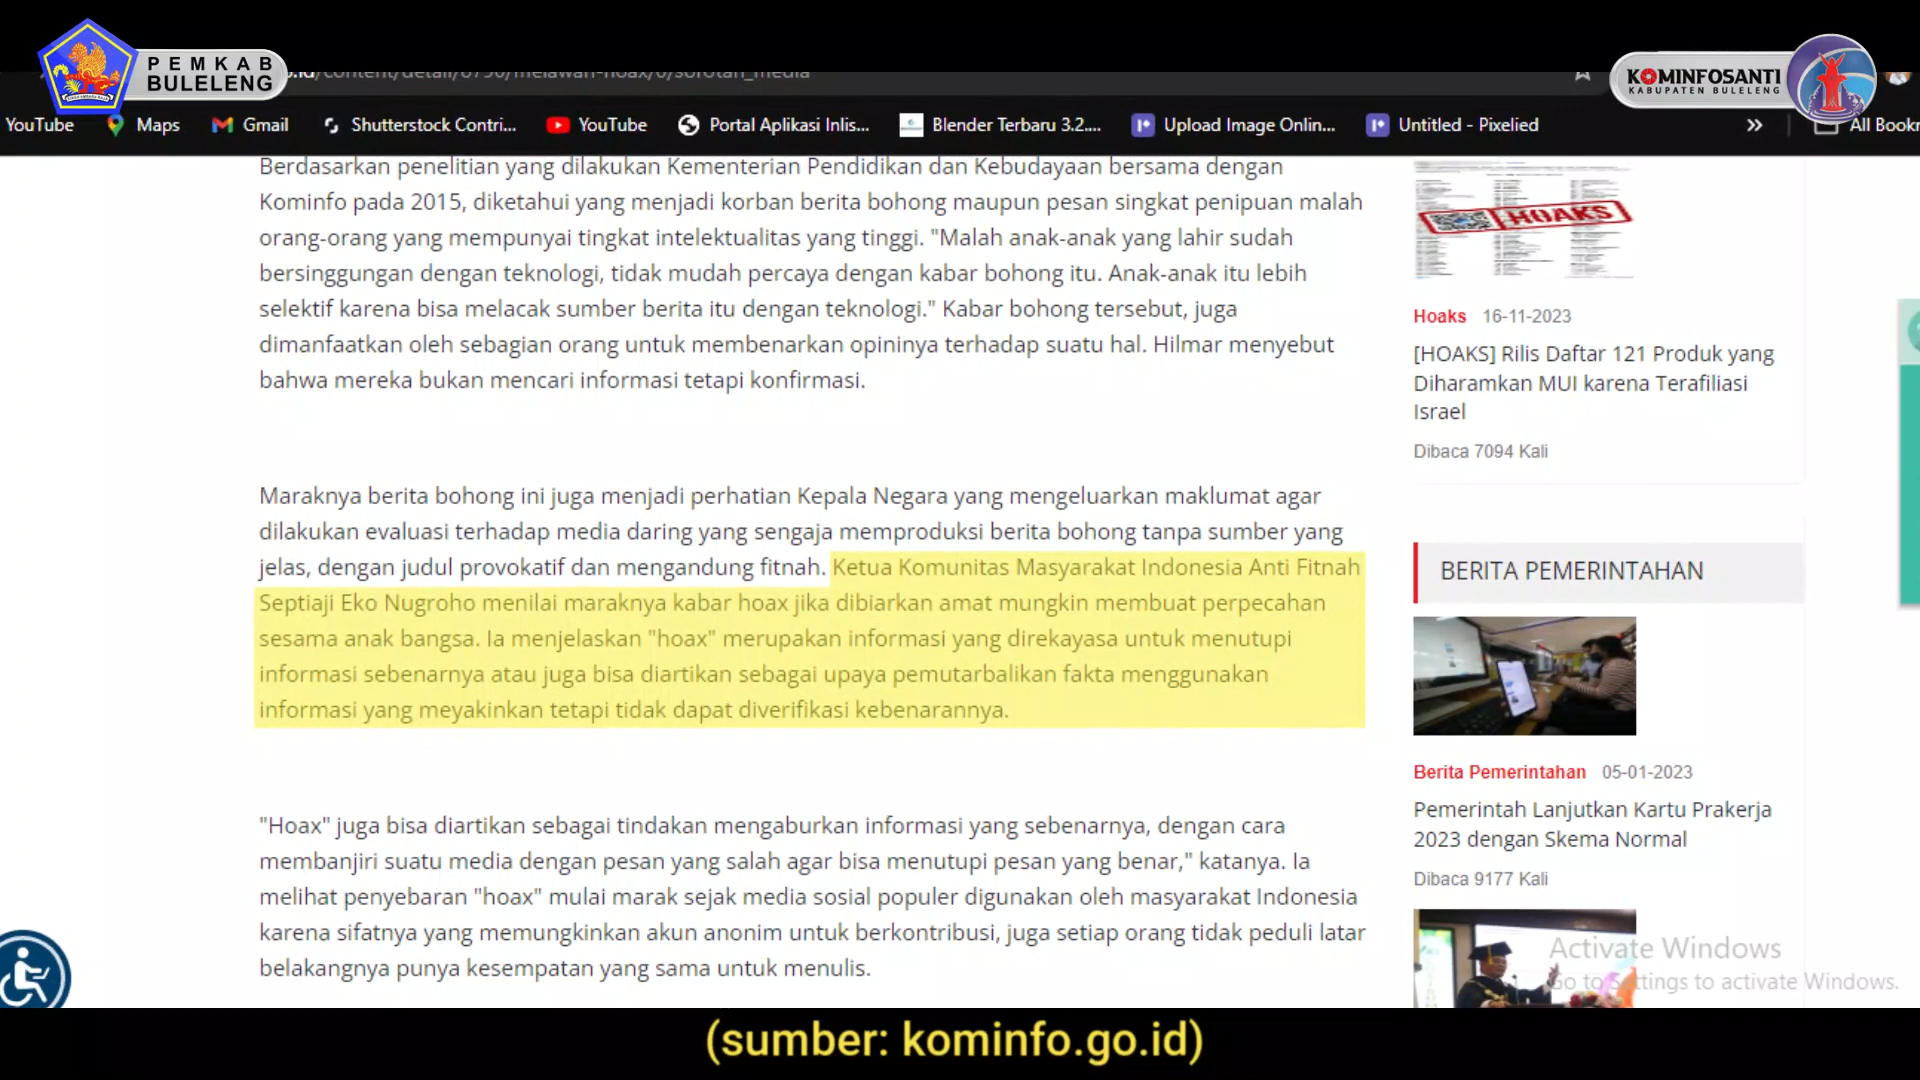 PEMKAB
BULELENG
.id/content/detail/8790/melawan-hoax/0/sorotan_media
KOMINFOSANTI
KABUPATEN BULELENG
YouTube
Maps
Gmail
Shutterstock Contri...
YouTube
Portal Aplikasi Inlis...
Blender Terbaru 3.2....
Upload Image Onlin...
Untitled - Pixelied
»
All Bookr
Berdasarkan penelitian yang dilakukan Kementerian Pendidikan dan Kebudayaan bersama dengan
Kominfo pada 2015, diketahui yang menjadi korban berita bohong maupun pesan singkat penipuan malah
orang-orang yang mempunyai tingkat intelektualitas yang tinggi. "Malah anak-anak yang lahir sudah
bersinggungan dengan teknologi, tidak mudah percaya dengan kabar bohong itu. Anak-anak itu lebih
selektif karena bisa melacak sumber berita itu dengan teknologi." Kabar bohong tersebut, juga
dimanfaatkan oleh sebagian orang untuk membenarkan opininya terhadap suatu hal. Hilmar menyebut
bahwa mereka bukan mencari informasi tetapi konfirmasi.
Maraknya berita bohong ini juga menjadi perhatian Kepala Negara yang mengeluarkan maklumat agar
dilakukan evaluasi terhadap media daring yang sengaja memproduksi berita bohong tanpa sumber yang
jelas, dengan judul provokatif dan mengandung fitnah. Ketua Komunitas Masyarakat Indonesia Anti Fitnah
Septiaji Eko Nugroho menilai maraknya kabar hoax jika dibiarkan amat mungkin membuat perpecahan
sesama anak bangsa. Ia menjelaskan "hoax" merupakan informasi yang direkayasa untuk menutupi
informasi sebenarnya atau juga bisa diartikan sebagai upaya pemutarbalikan fakta menggunakan
informasi yang meyakinkan tetapi tidak dapat diverifikasi kebenarannya.
"Hoax" juga bisa diartikan sebagai tindakan mengaburkan informasi yang sebenarnya, dengan cara
membanjiri suatu media dengan pesan yang salah agar bisa menutupi pesan yang benar," katanya. Ia
melihat penyebaran "hoax" mulai marak sejak media sosial populer digunakan oleh masyarakat Indonesia
karena sifatnya yang memungkinkan akun anonim untuk berkontribusi, juga setiap orang tidak peduli latar
belakangnya punya kesempatan yang sama untuk menulis.
HOAKS
Hoaks 16-11-2023
[HOAKS] Rilis Daftar 121 Produk yang
Diharamkan MUI karena Terafiliasi
Israel
Dibaca 7094 Kali
BERITA PEMERINTAHAN
Berita Pemerintahan 05-01-2023
Pemerintah Lanjutkan Kartu Prakerja
2023 dengan Skema Normal
Dibaca 9177 Kali
Activate Windows
Go to Settings to activate Windows.
(sumber: kominfo.go.id)